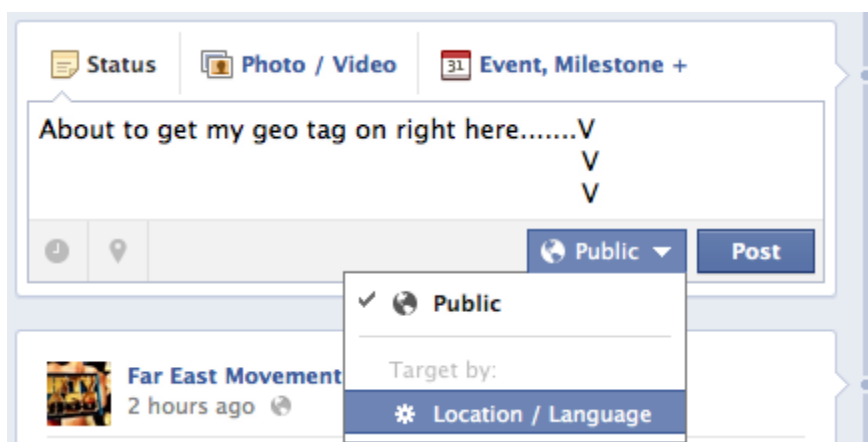 Status Photo / Video 31 Event, Milestone +
About to get my geo tag on right here.......V
V
V
Public Post
Public
Far East Movement Target by:
2 hours ago Location / Language